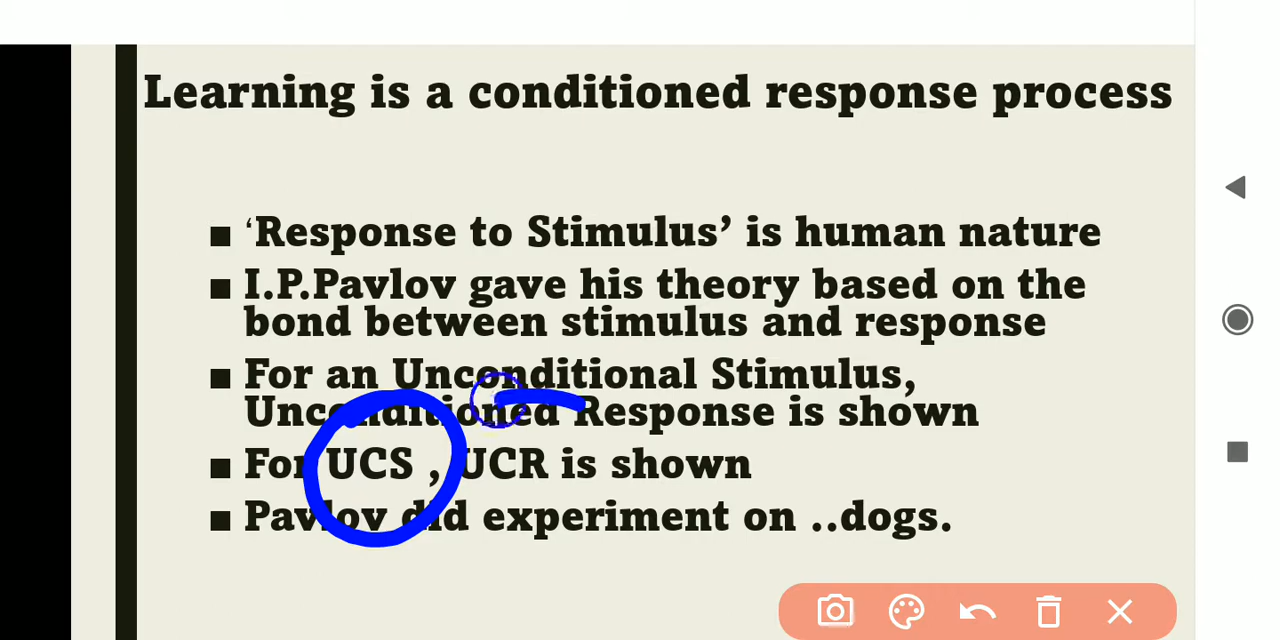 Learning is a conditioned response process
■ ‘Response to Stimulus’ is human nature
■ I.P.Pavlov gave his theory based on the
bond between stimulus and response
■ For an Unconditional Stimulus,
Unconditioned Response is shown
■ For UCS , UCR is shown
■ Pavlov did experiment on ..dogs.